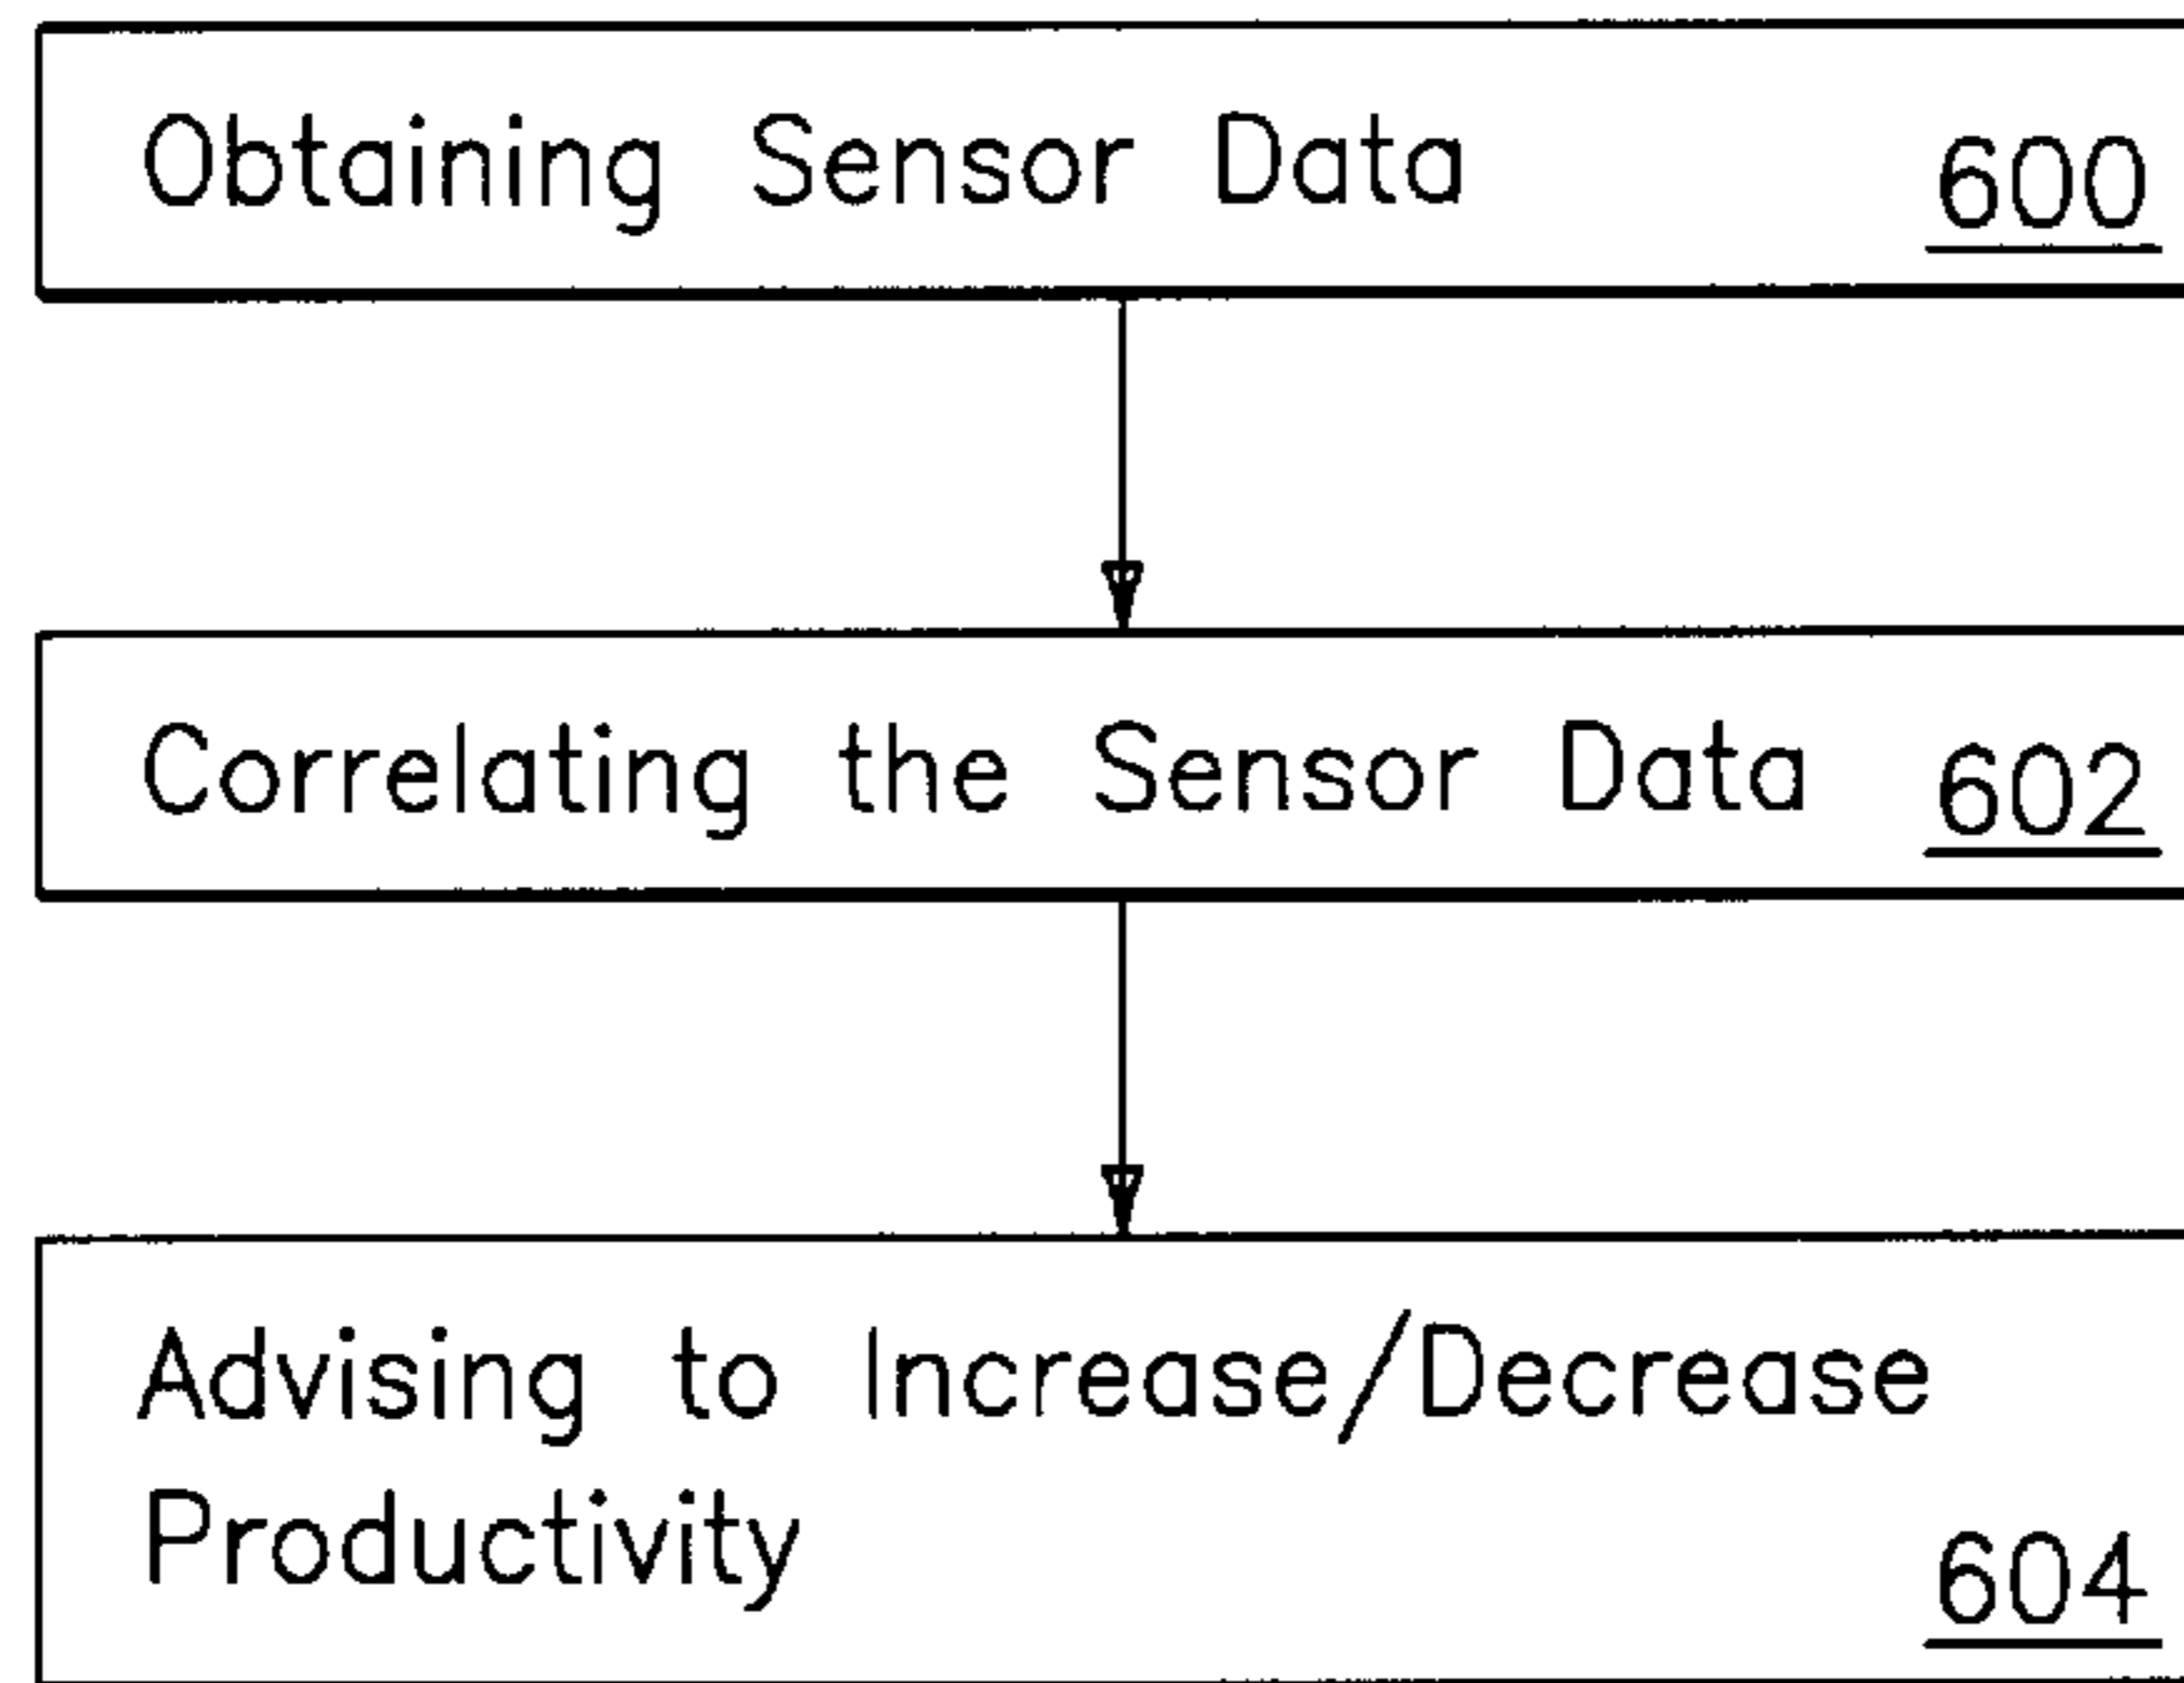 Obtaining Sensor Data 600
Correlating the Sensor Data 602
Advising to Increase/Decrease
Productivity
604